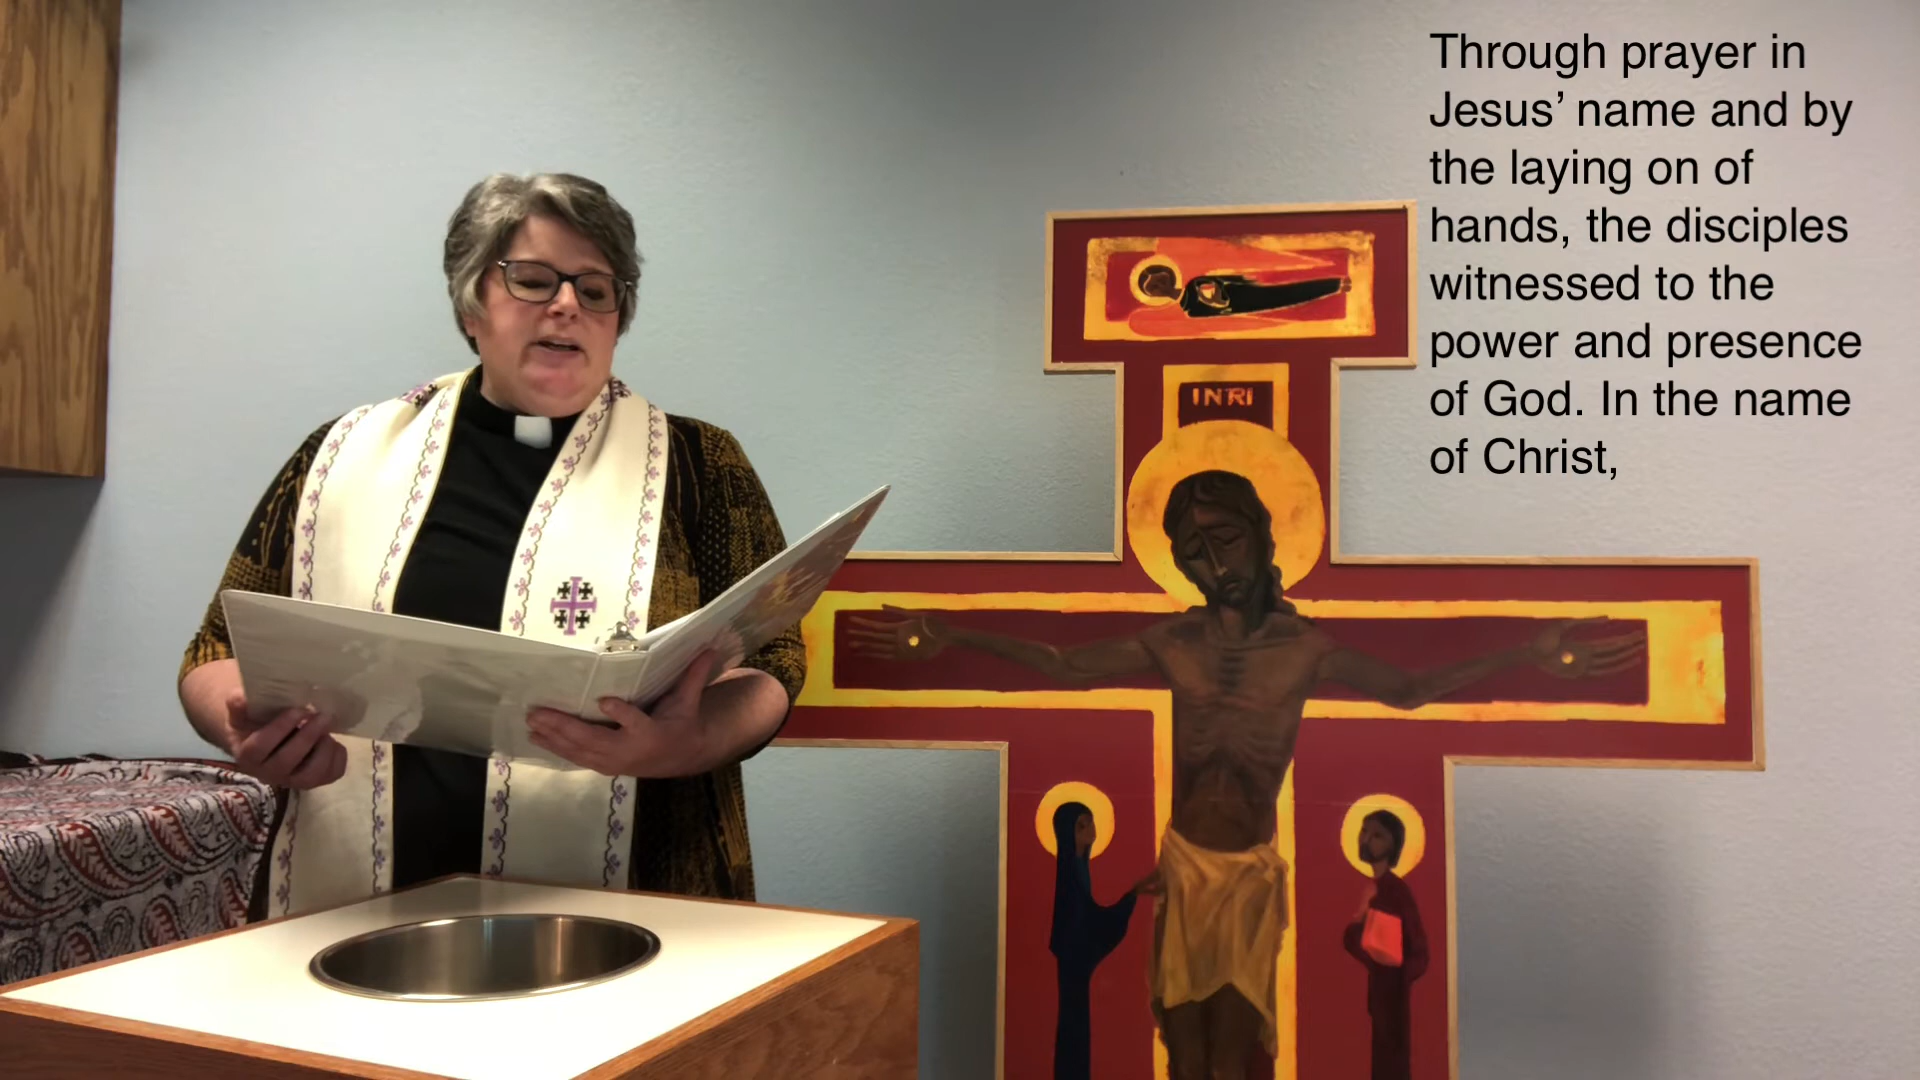 Through prayer in
Jesus’ name and by
the laying on of
hands, the disciples
witnessed to the
power and presence
of God. In the name
of Christ,
INRI